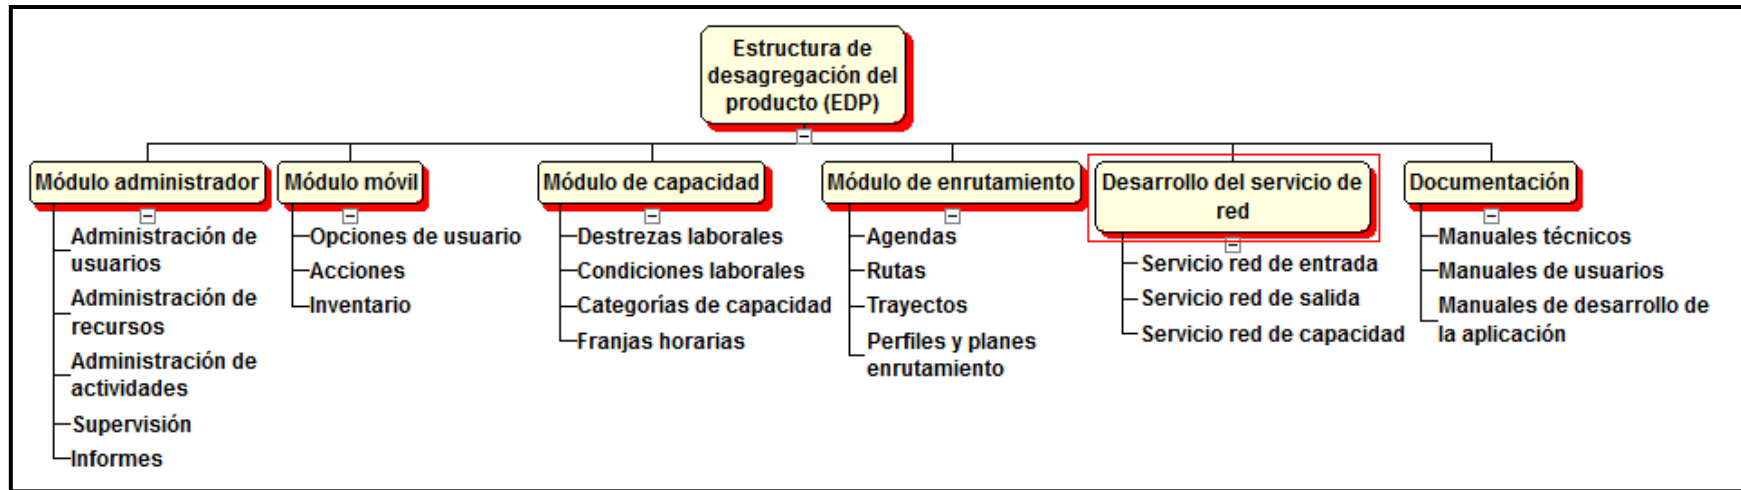 Estructura de
desagregación del
producto (EDP)
Módulo administrador
Administración de
usuarios
Administración de
recursos
Administración de
actividades
Supervisión
Informes
Módulo móvil
Opciones de usuario
Acciones
Inventario
Módulo de capacidad
Destrezas laborales
Condiciones laborales
Categorías de capacidad
Franjas horarias
Módulo de enrutamiento
Agendas
Rutas
Trayectos
Perfiles y planes
enrutamiento
Desarrollo del servicio de
red
Servicio red de entrada
Servicio red de salida
Servicio red de capacidad
Documentación
Manuales técnicos
Manuales de usuarios
Manuales de desarrollo de
la aplicación